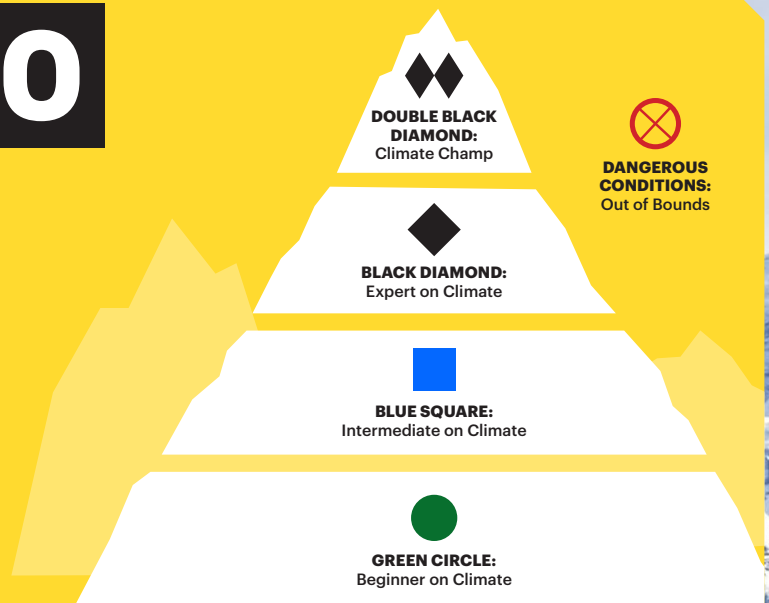 0
DOUBLE BLACK
DIAMOND:
Climate Champ
DANGEROUS
CONDITIONS:
Out of Bounds
BLACK DIAMOND:
Expert on Climate
BLUE SQUARE:
Intermediate on Climate
GREEN CIRCLE:
Beginner on Climate